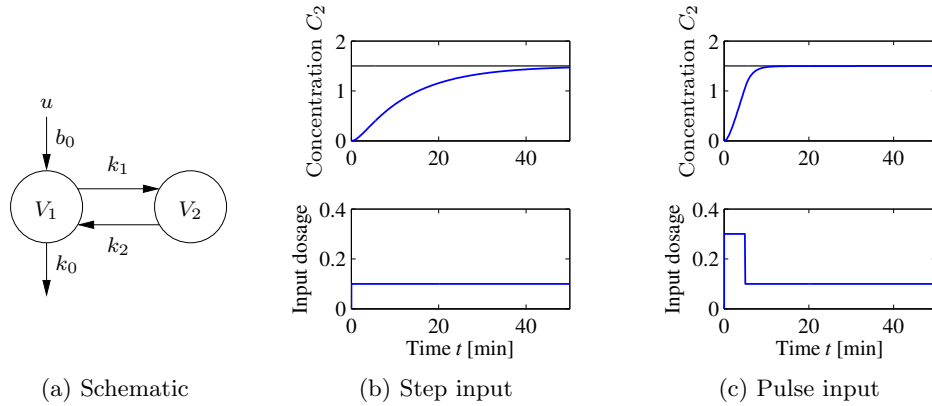 u
b₀
k₁
V₁
V₂
k₂
k₀
(a) Schematic
Concentration C₂
2
1
0
0
20
40
Input dosage
0.4
0.2
0
0
20
40
Time t [min]
(b) Step input
Concentration C₂
2
1
0
0
20
40
Input dosage
0.4
0.2
0
0
20
40
Time t [min]
(c) Pulse input